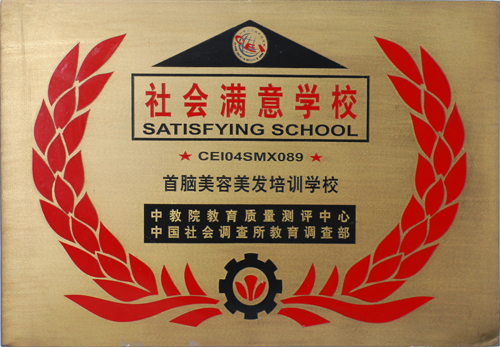 社会满意学校
SATISFYING SCHOOL
★ CEI04SMX089 ★
首脑美容美发培训学校
中教院教育质量测评中心
中国社会调查所教育调查部